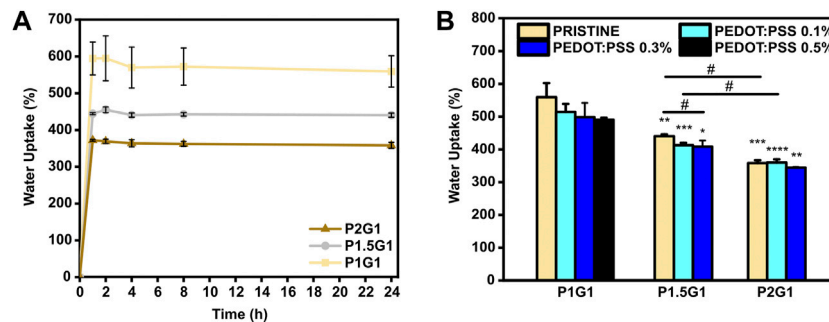 A
Water Uptake (%)
700
600
500
400
300
200
100
0
P2G1
P1.5G1
P1G1
0 2 4 6 8 10 12 14 16 18 20 22 24
Time (h)
B
Water Uptake (%)
800
700
600
500
400
300
200
100
0
PRISTINE PEDOT:PSS 0.1%
PEDOT:PSS 0.3% PEDOT:PSS 0.5%
#
#
#
** *** *
*** **** **
P1G1 P1.5G1 P2G1